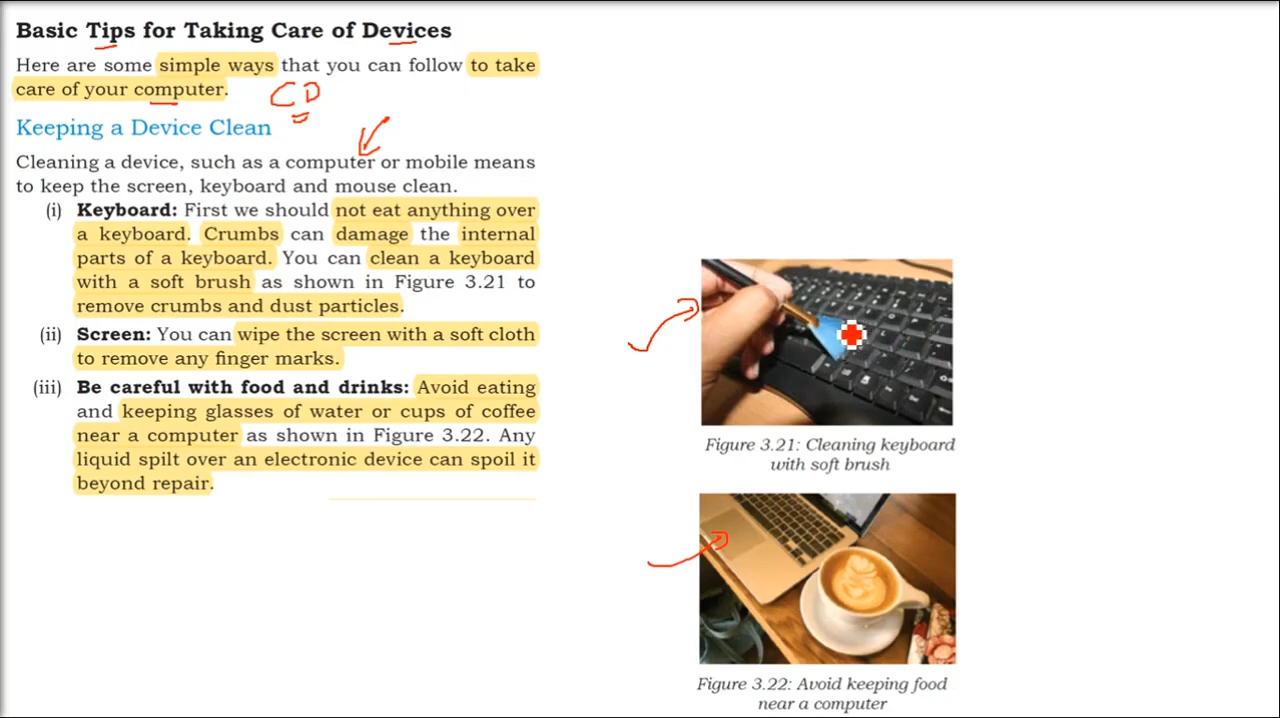 Basic Tips for Taking Care of Devices
Here are some simple ways that you can follow to take
care of your computer.
CD
Keeping a Device Clean
Cleaning a device, such as a computer or mobile means
to keep the screen, keyboard and mouse clean.
(i) Keyboard: First we should not eat anything over
a keyboard. Crumbs can damage the internal
parts of a keyboard. You can clean a keyboard
with a soft brush as shown in Figure 3.21 to
remove crumbs and dust particles.
(ii) Screen: You can wipe the screen with a soft cloth
to remove any finger marks.
(iii) Be careful with food and drinks: Avoid eating
and keeping glasses of water or cups of coffee
near a computer as shown in Figure 3.22. Any
liquid spilt over an electronic device can spoil it
beyond repair.
Figure 3.21: Cleaning keyboard
with soft brush
Figure 3.22: Avoid keeping food
near a computer